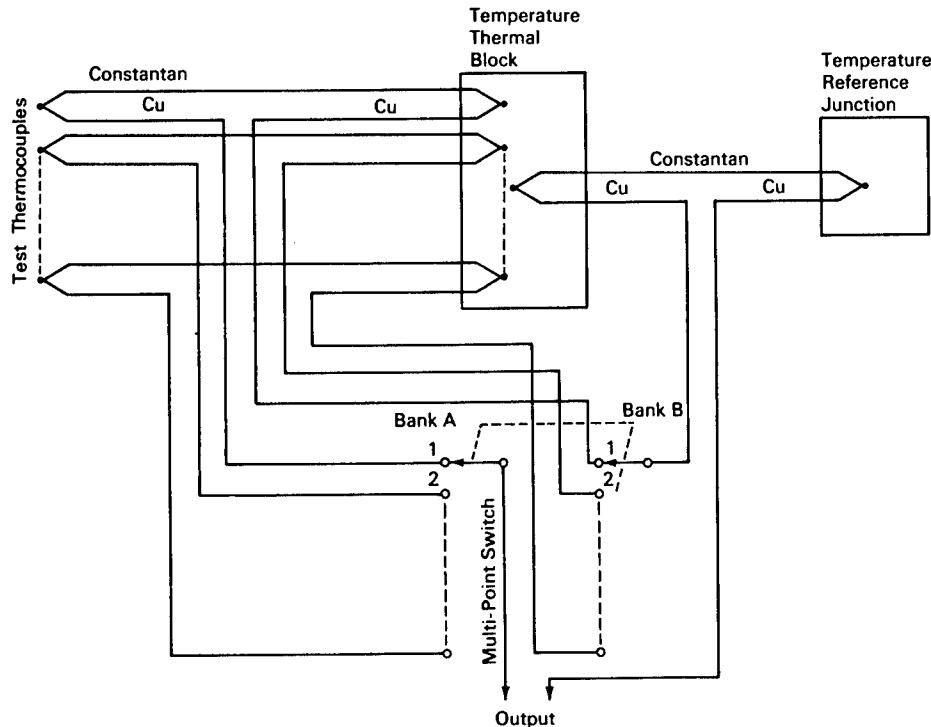 Temperature
Thermal
Block
Temperature
Reference
Junction
Constantan
Cu
Cu
Test Thermocouples
Constantan
Cu
Cu
Bank A
Bank B
1
2
1
2
Multi-Point Switch
Output